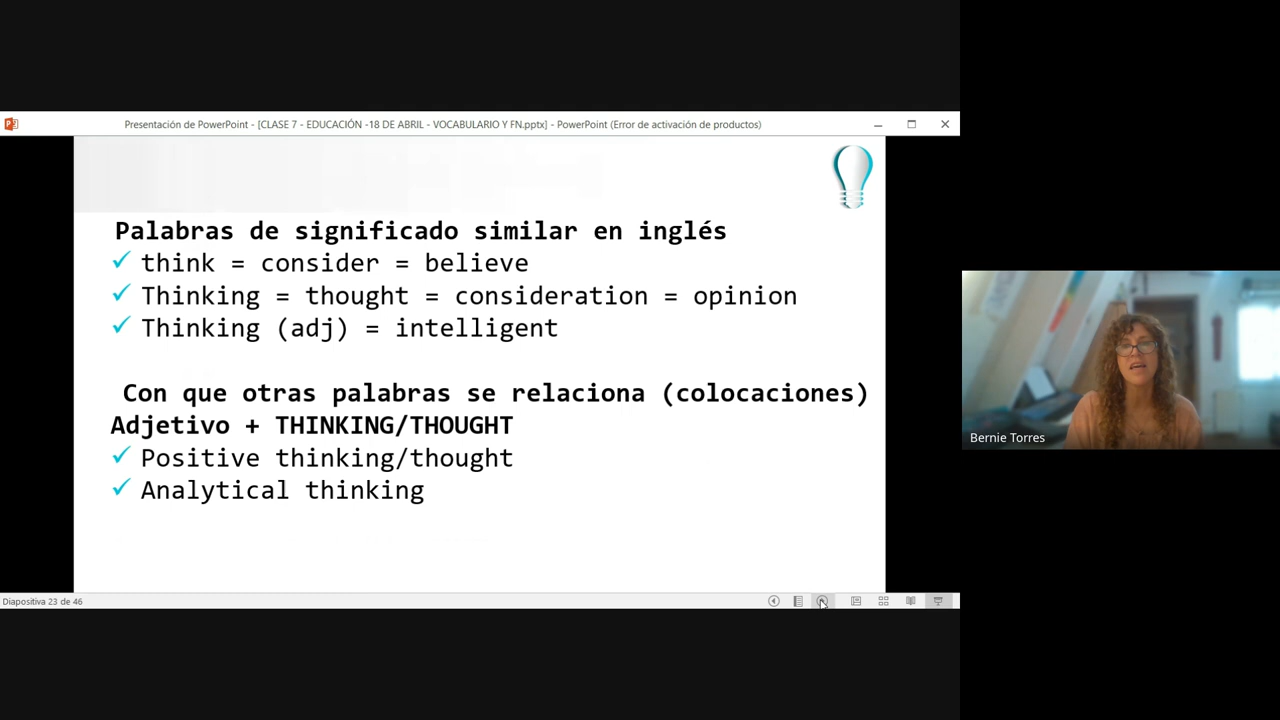 Presentación de PowerPoint - [CLASE 7 - EDUCACIÓN -18 DE ABRIL - VOCABULARIO Y FN.pptx] - PowerPoint (Error de activación de productos)
Palabras de significado similar en inglés
think = consider = believe
Thinking = thought = consideration = opinion
Thinking (adj) = intelligent
Con que otras palabras se relaciona (colocaciones)
Adjetivo + THINKING/THOUGHT
Positive thinking/thought
Analytical thinking
Bernie Torres
Diapositiva 23 de 46